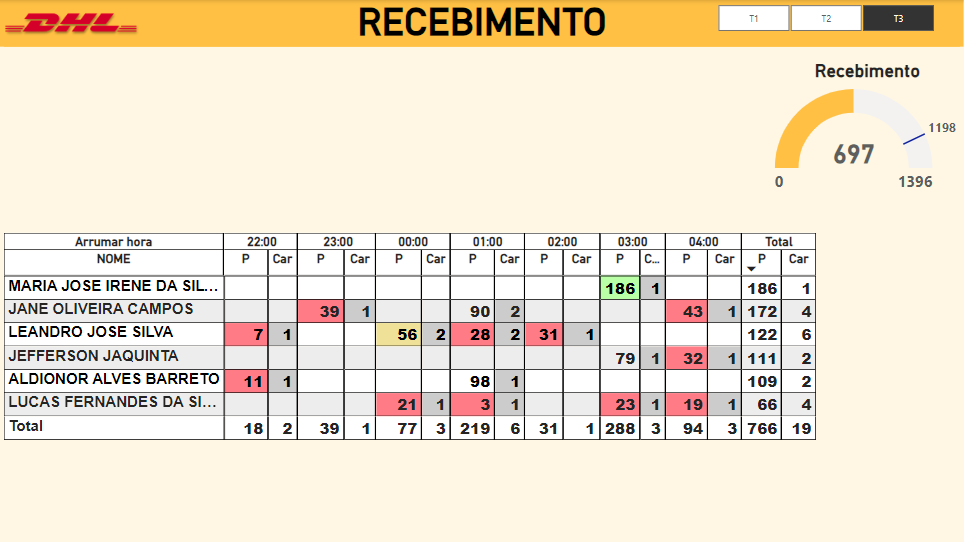 DHL RECEBIMENTO T1 T2 T3
Recebimento
1198
697
0 1396
Arrumar hora 22:00 23:00 00:00 01:00 02:00 03:00 04:00 Total
NOME P Car P Car P Car P Car P Car P C... P Car P Car
MARIA JOSE IRENE DA SIL... 186 1 186 1
JANE OLIVEIRA CAMPOS 39 1 90 2 43 1 172 4
LEANDRO JOSE SILVA 7 1 56 2 28 2 31 1 122 6
JEFFERSON JAQUINTA 79 1 32 1 111 2
ALDIONOR ALVES BARRETO 11 1 98 1 109 2
LUCAS FERNANDES DA SI... 21 1 3 1 23 1 19 1 66 4
Total 18 2 39 1 77 3 219 6 31 1 288 3 94 3 766 19